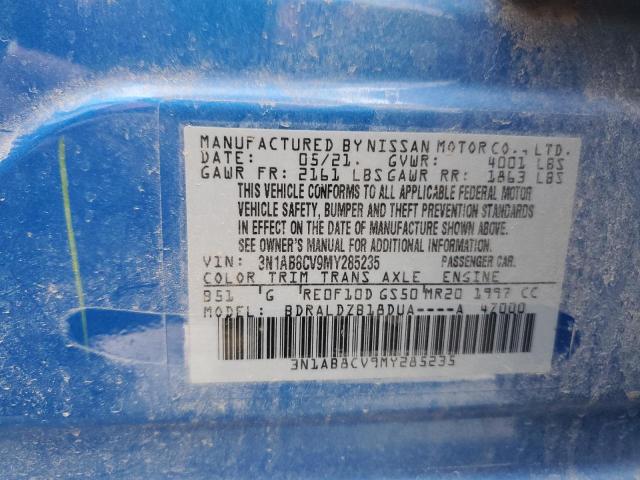 MANUFACTURED BY NISSAN MOTOR CO., LTD.
DATE: 05/21. GVWR: 4001 LBS
GAWR FR: 2161 LBS GAWR RR: 1863 LBS
THIS VEHICLE CONFORMS TO ALL APPLICABLE FEDERAL MOTOR
VEHICLE SAFETY, BUMPER AND THEFT PREVENTION STANDARDS
IN EFFECT ON THE DATE OF MANUFACTURE SHOWN ABOVE.
SEE OWNER'S MANUAL FOR ADDITIONAL INFORMATION.
VIN: 3N1AB8CV9MY285235 PASSENGER CAR.
COLOR TRIM TRANS AXLE ENGINE
B51 G RE0F10D GS50 MR20 1997 CC
MODEL: BDRALDZB18DUA----A 47000
3N1AB8CV9MY285235